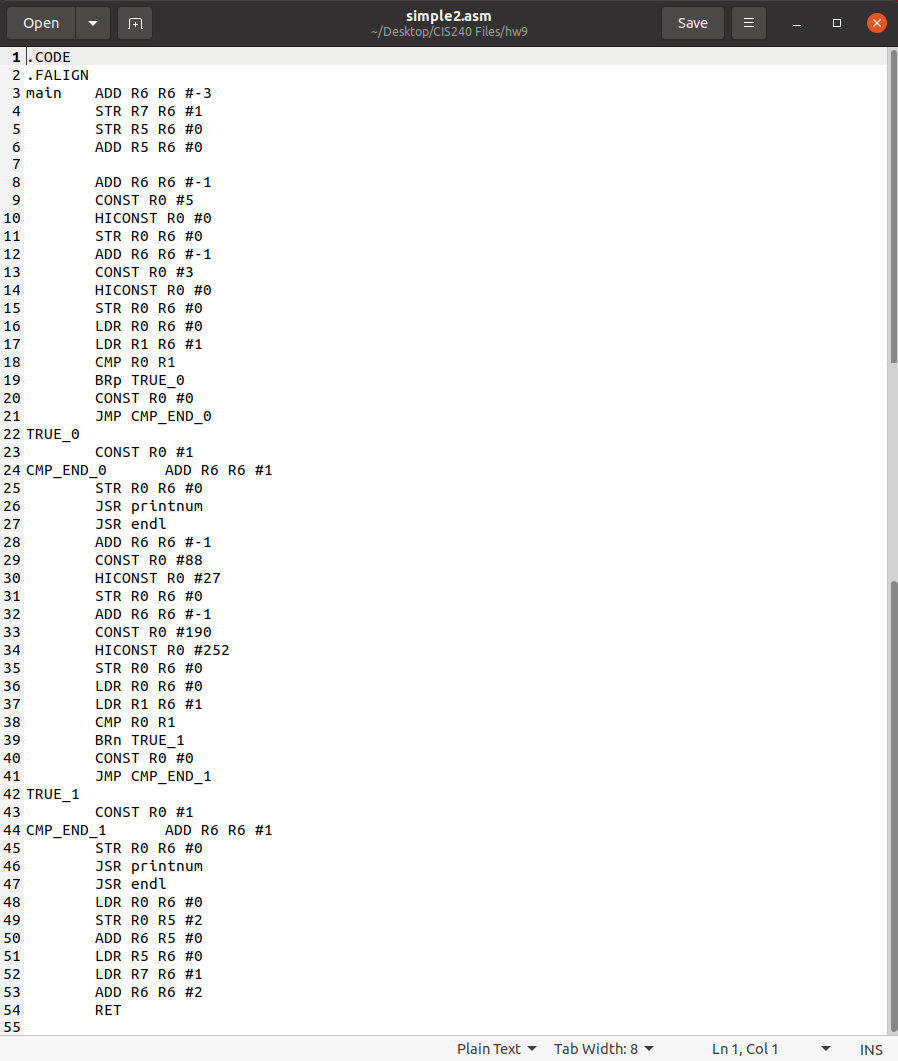 Open
simple2.asm
~/Desktop/CIS240 Files/hw9
Save
1 .CODE
2 .FALIGN
3 main    ADD R6 R6 #-3
4         STR R7 R6 #1
5         STR R5 R6 #0
6         ADD R5 R6 #0
7
8         ADD R6 R6 #-1
9         CONST R0 #5
10         HICONST R0 #0
11         STR R0 R6 #0
12         ADD R6 R6 #-1
13         CONST R0 #3
14         HICONST R0 #0
15         STR R0 R6 #0
16         LDR R0 R6 #0
17         LDR R1 R6 #1
18         CMP R0 R1
19         BRp TRUE_0
20         CONST R0 #0
21         JMP CMP_END_0
22 TRUE_0
23         CONST R0 #1
24 CMP_END_0       ADD R6 R6 #1
25         STR R0 R6 #0
26         JSR printnum
27         JSR endl
28         ADD R6 R6 #-1
29         CONST R0 #88
30         HICONST R0 #27
31         STR R0 R6 #0
32         ADD R6 R6 #-1
33         CONST R0 #190
34         HICONST R0 #252
35         STR R0 R6 #0
36         LDR R0 R6 #0
37         LDR R1 R6 #1
38         CMP R0 R1
39         BRn TRUE_1
40         CONST R0 #0
41         JMP CMP_END_1
42 TRUE_1
43         CONST R0 #1
44 CMP_END_1       ADD R6 R6 #1
45         STR R0 R6 #0
46         JSR printnum
47         JSR endl
48         LDR R0 R6 #0
49         STR R0 R5 #2
50         ADD R6 R5 #0
51         LDR R5 R6 #0
52         LDR R7 R6 #1
53         ADD R6 R6 #2
54         RET
55
Plain Text Tab Width: 8 Ln 1, Col 1 INS